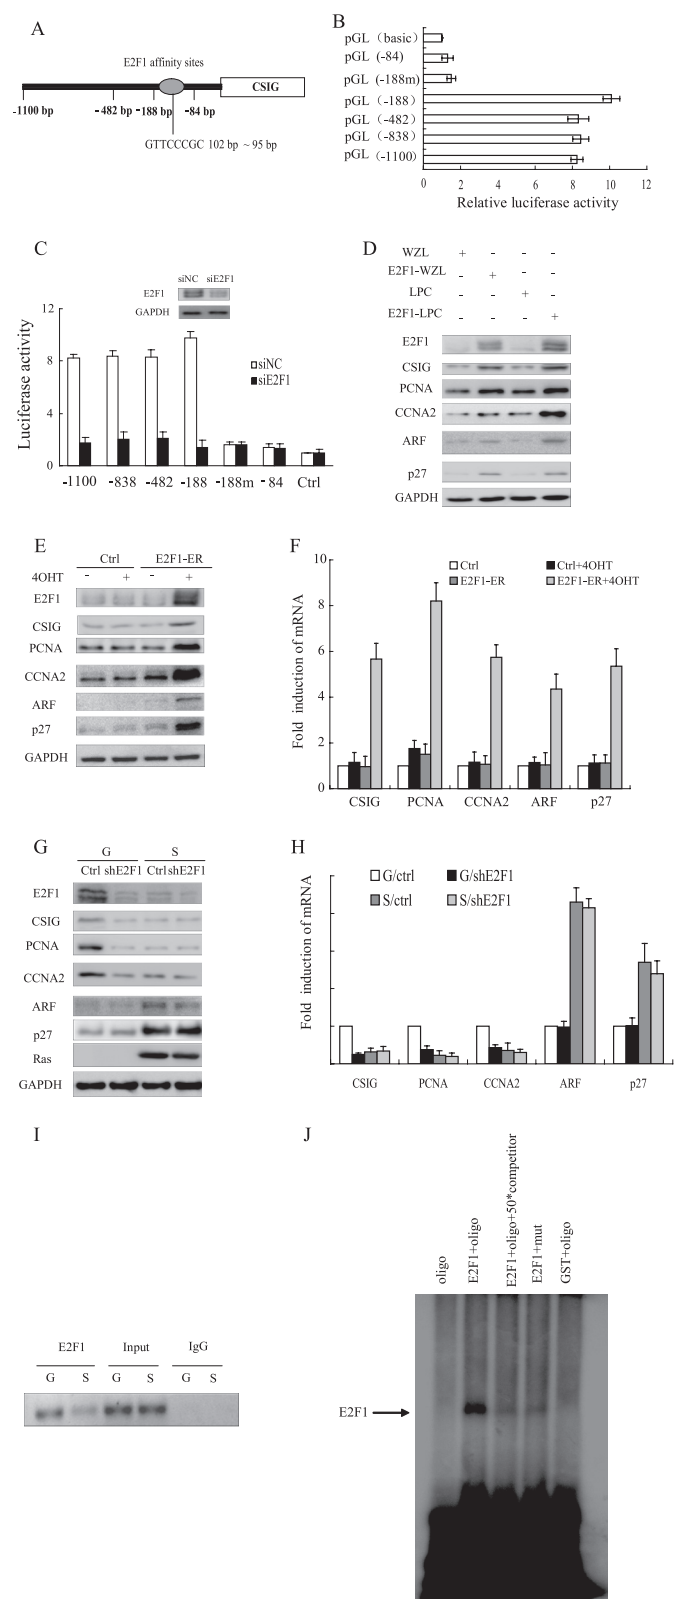 A
E2F1 affinity sites
CSIG
-1100 bp
-482 bp
-188 bp
-84 bp
GTTCCCGC 102 bp ~ 95 bp
B
pGL (basic)
pGL (-84)
pGL (-188m)
pGL (-188)
pGL (-482)
pGL (-838)
pGL (-1100)
0 2 4 6 8 10 12
Relative luciferase activity
C
siNC siE2F1
E2F1
GAPDH
Luciferase activity
12
8
4
0
siNC
siE2F1
-1100 -838 -482 -188 -188m -84 Ctrl
D
WZL + - - -
E2F1-WZL - + - -
LPC - - + -
E2F1-LPC - - - +
E2F1
CSIG
PCNA
CCNA2
ARF
p27
GAPDH
E
Ctrl E2F1-ER
4OHT - + - +
E2F1
CSIG
PCNA
CCNA2
ARF
p27
GAPDH
F
Fold induction of mRNA
10
8
6
4
2
0
Ctrl
Ctrl+4OHT
E2F1-ER
E2F1-ER+4OHT
CSIG PCNA CCNA2 ARF p27
G
G S
Ctrl shE2F1 Ctrl shE2F1
E2F1
CSIG
PCNA
CCNA2
ARF
p27
Ras
GAPDH
H
Fold induction of mRNA
G/ctrl
G/shE2F1
S/ctrl
S/shE2F1
CSIG PCNA CCNA2 ARF p27
I
E2F1 Input IgG
G S G S G S
J
oligo
E2F1+oligo
E2F1+oligo+50*competitor
E2F1+mut
GST+oligo
E2F1